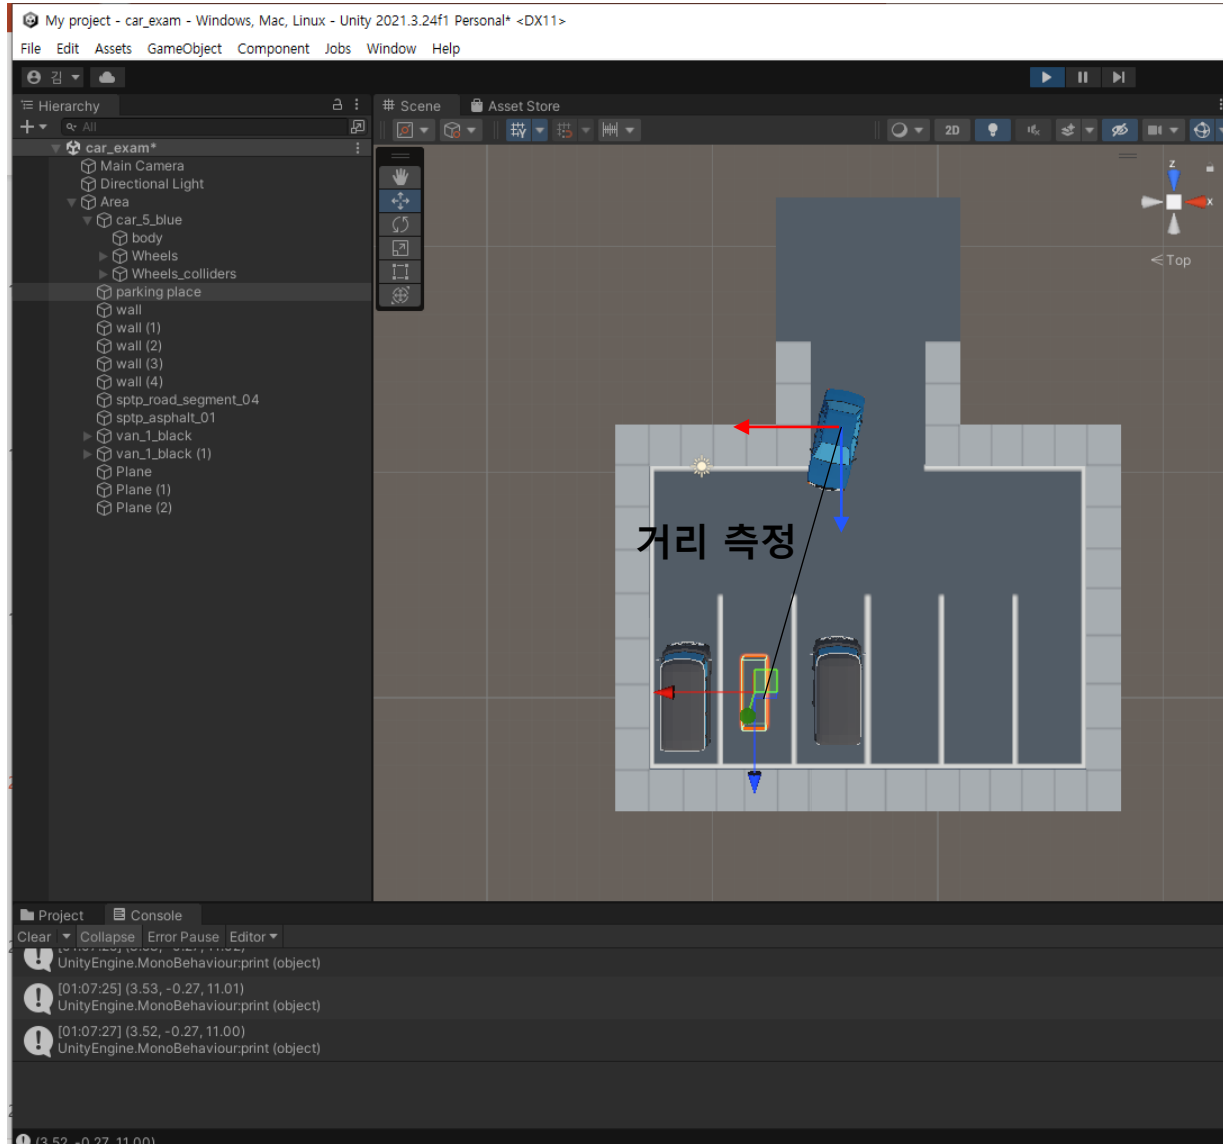 My project - car_exam - Windows, Mac, Linux - Unity 2021.3.24f1 Personal* <DX11>
File Edit Assets GameObject Component Jobs Window Help
김
Hierarchy
Scene
Asset Store
All
2D
car_exam*
Main Camera
Directional Light
Area
car_5_blue
body
Wheels
Wheels_colliders
parking place
wall
wall (1)
wall (2)
wall (3)
wall (4)
sptp_road_segment_04
sptp_asphalt_01
van_1_black
van_1_black (1)
Plane
Plane (1)
Plane (2)
z
x
Top
거리 측정
Project
Console
Clear Collapse Error Pause Editor
UnityEngine.MonoBehaviour:print (object)
[01:07:25] (3.53, -0.27, 11.01)
UnityEngine.MonoBehaviour:print (object)
[01:07:27] (3.52, -0.27, 11.00)
UnityEngine.MonoBehaviour:print (object)
(3.52, -0.27, 11.00)